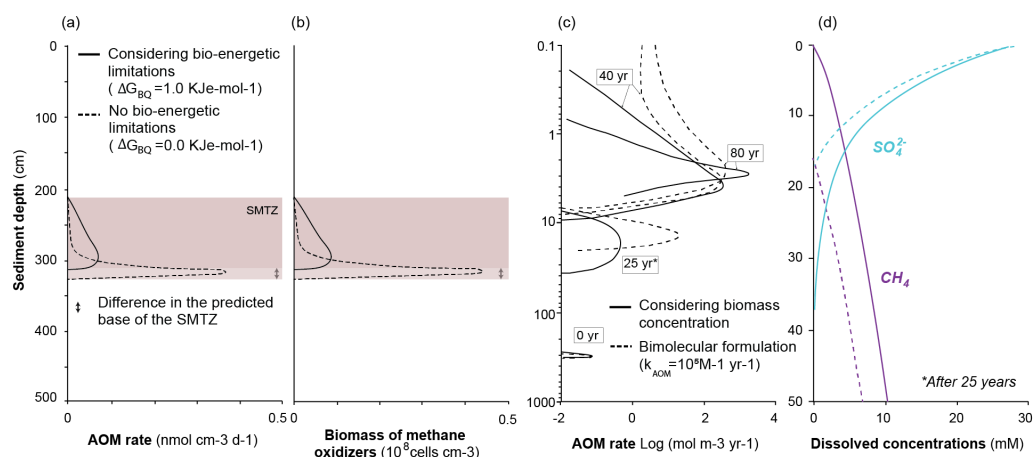 (a)
(b)
(c)
(d)
Considering bio-energetic
limitations
( ΔG_BQ =1.0 KJe-mol-1)
No bio-energetic
limitations
(ΔG_BQ =0.0 KJe-mol-1)
SMTZ
Difference in the predicted
base of the SMTZ
Sediment depth (cm)
0
100
200
300
400
500
0
0.5
AOM rate (nmol cm-3 d-1)
0
0.5
Biomass of methane
oxidizers (10^8 cells cm-3)
0.1
1
10
100
1000
40 yr
80 yr
25 yr*
0 yr
Considering biomass
concentration
Bimolecular formulation
(k_AOM=10^8M-1 yr-1)
-2
0
2
4
AOM rate Log (mol m-3 yr-1)
0
10
20
30
40
50
SO4^2-
CH4
*After 25 years
0
10
20
30
Dissolved concentrations (mM)